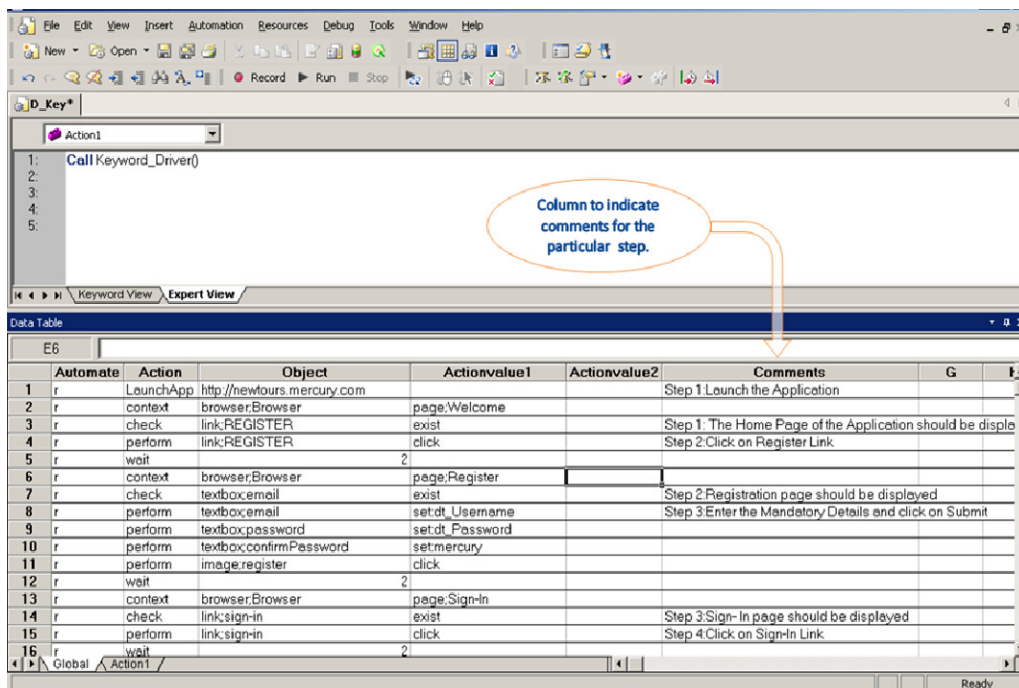 File Edit View Insert Automation Resources Debug Tools Window Help
New Open
Record Run Stop
D_Key*
Action1
1: Call Keyword_Driver()
2:
3:
4:
5:
Column to indicate
comments for the
particular step.
Keyword View Expert View
Data Table
E6
Automate Action Object Actionvalue1 Actionvalue2 Comments G
1 r LaunchApp http://newtours.mercury.com Step 1:Launch the Application
2 r context browser;Browser page;Welcome
3 r check link;REGISTER exist Step 1: The Home Page of the Application should be displa
4 r perform link;REGISTER click Step 2:Click on Register Link
5 r wait 2
6 r context browser;Browser page;Register
7 r check textbox;email exist Step 2:Registration page should be displayed
8 r perform textbox;email set:dt_Username Step 3:Enter the Mandatory Details and click on Submit
9 r perform textbox;password set:dt_Password
10 r perform textbox;confirmPassword set:mercury
11 r perform image;register click
12 r wait 2
13 r context browser;Browser page;Sign-In
14 r check link;sign-in exist Step 3:Sign- In page should be displayed
15 r perform link;sign-in click Step 4:Click on Sign-In Link
16 r wait 2
Global Action1
Ready